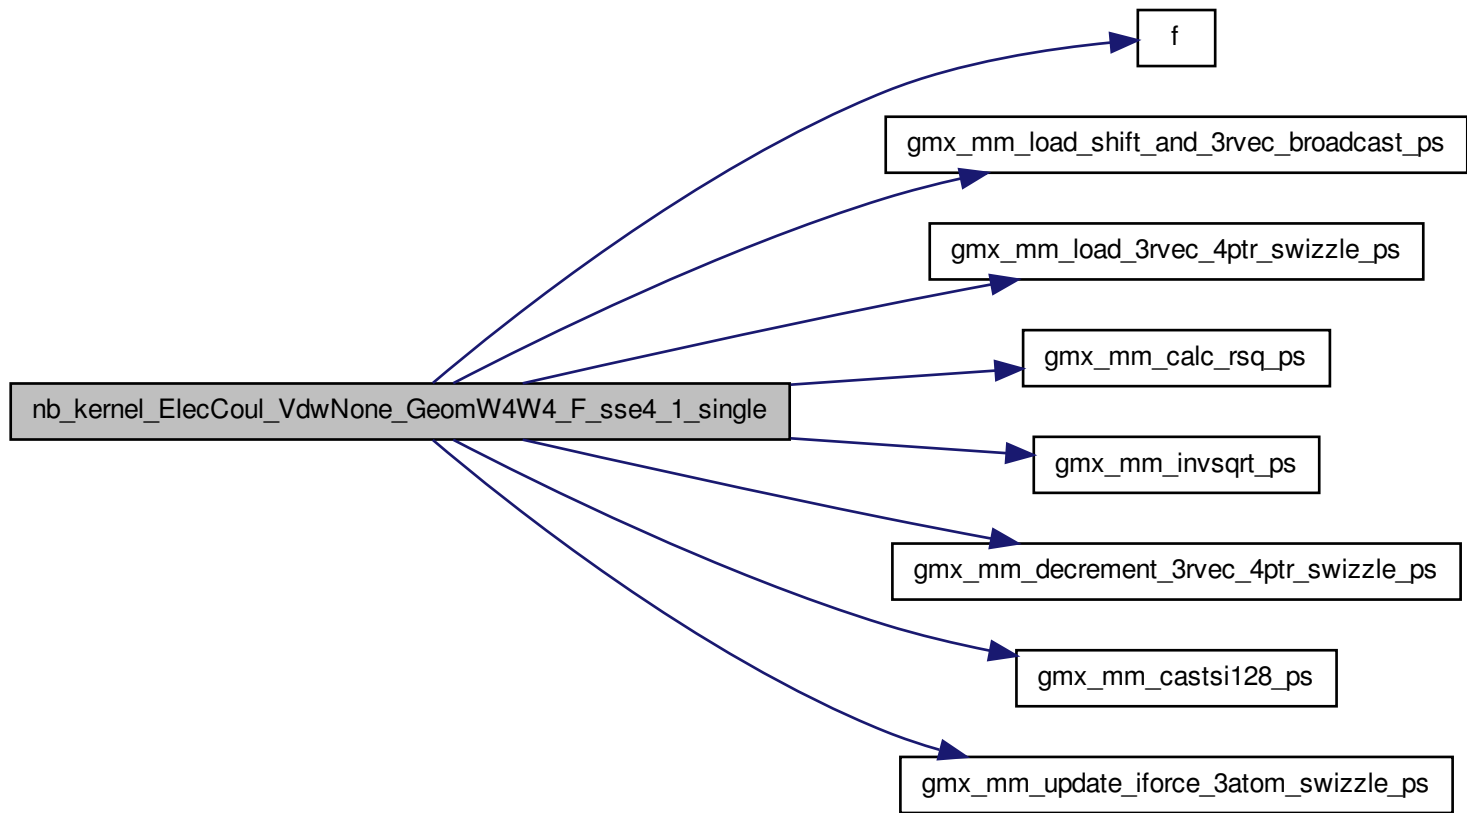 f
gmx_mm_load_shift_and_3rvec_broadcast_ps
gmx_mm_load_3rvec_4ptr_swizzle_ps
gmx_mm_calc_rsq_ps
nb_kernel_ElecCoul_VdwNone_GeomW4W4_F_sse4_1_single
gmx_mm_invsqrt_ps
gmx_mm_decrement_3rvec_4ptr_swizzle_ps
gmx_mm_castsi128_ps
gmx_mm_update_iforce_3atom_swizzle_ps